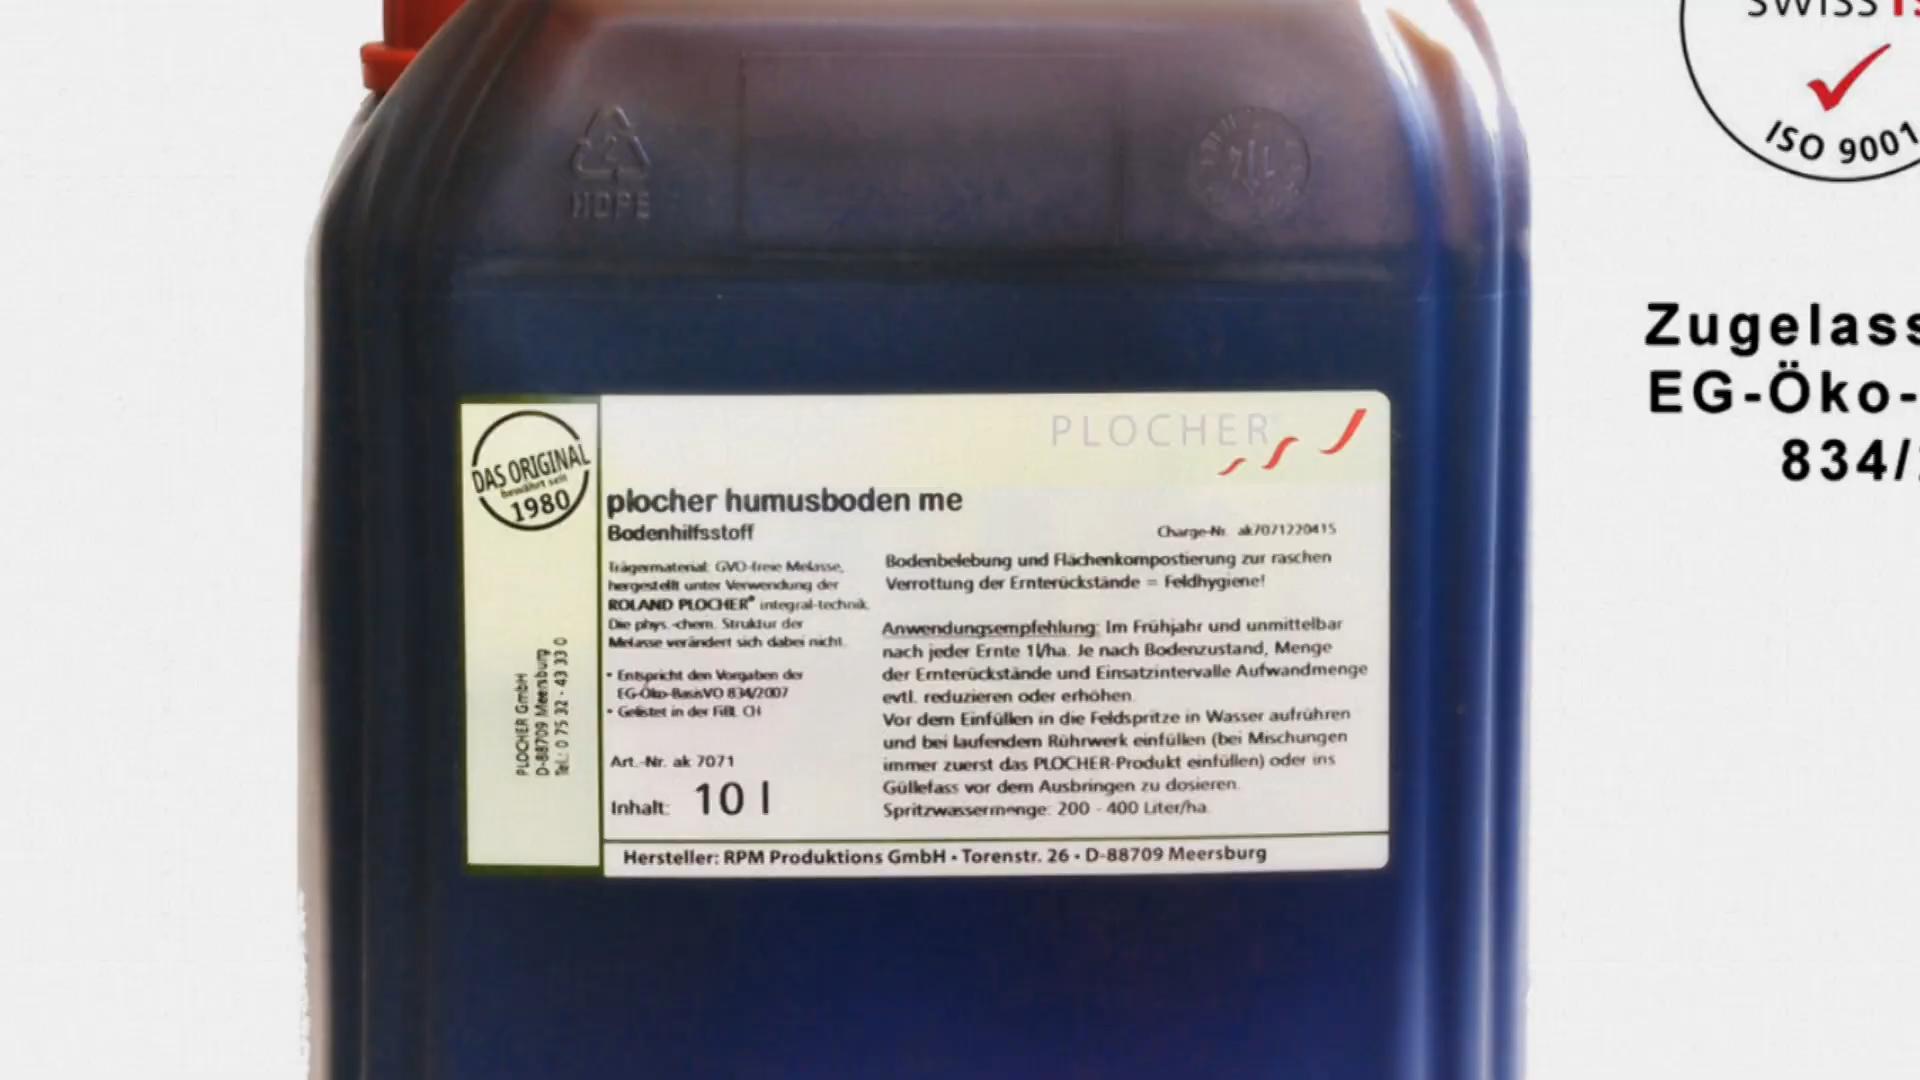 SWISS
ISO 9001
HDPE
EG-Öko-
834/
PLOCHER
DAS ORIGINAL
bewährt seit
1980
plocher humusboden me
Bodenhilfsstoff
Charge-Nr. ak7071220415
Trägermaterial: GVO-freie Melasse,
hergestellt unter Verwendung der
ROLAND PLOCHER® integral-technik.
Die phys.-chem. Struktur der
Melasse verändert sich dabei nicht.
• Entspricht den Vorgaben der
EG-Öko-BasisVO 834/2007
• Gelistet in der FiBL CH
Art.-Nr. ak 7071
Inhalt: 10 l
Bodenbelebung und Flächenkompostierung zur raschen
Verrottung der Ernterückstände = Feldhygiene!
Anwendungsempfehlung: Im Frühjahr und unmittelbar
nach jeder Ernte 1l/ha. Je nach Bodenzustand, Menge
der Ernterückstände und Einsatzintervalle Aufwandmenge
evtl. reduzieren oder erhöhen.
Vor dem Einfüllen in die Feldspritze in Wasser aufrühren
und bei laufendem Rührwerk einfüllen (bei Mischungen
immer zuerst das PLOCHER-Produkt einfüllen) oder ins
Güllefass vor dem Ausbringen zu dosieren.
Spritzwassermenge: 200 - 400 Liter/ha.
PLOCHER GmbH
D-88709 Meersburg
Tel.: 0 75 32 - 43 33 0
Hersteller: RPM Produktions GmbH • Torenstr. 26 • D-88709 Meersburg